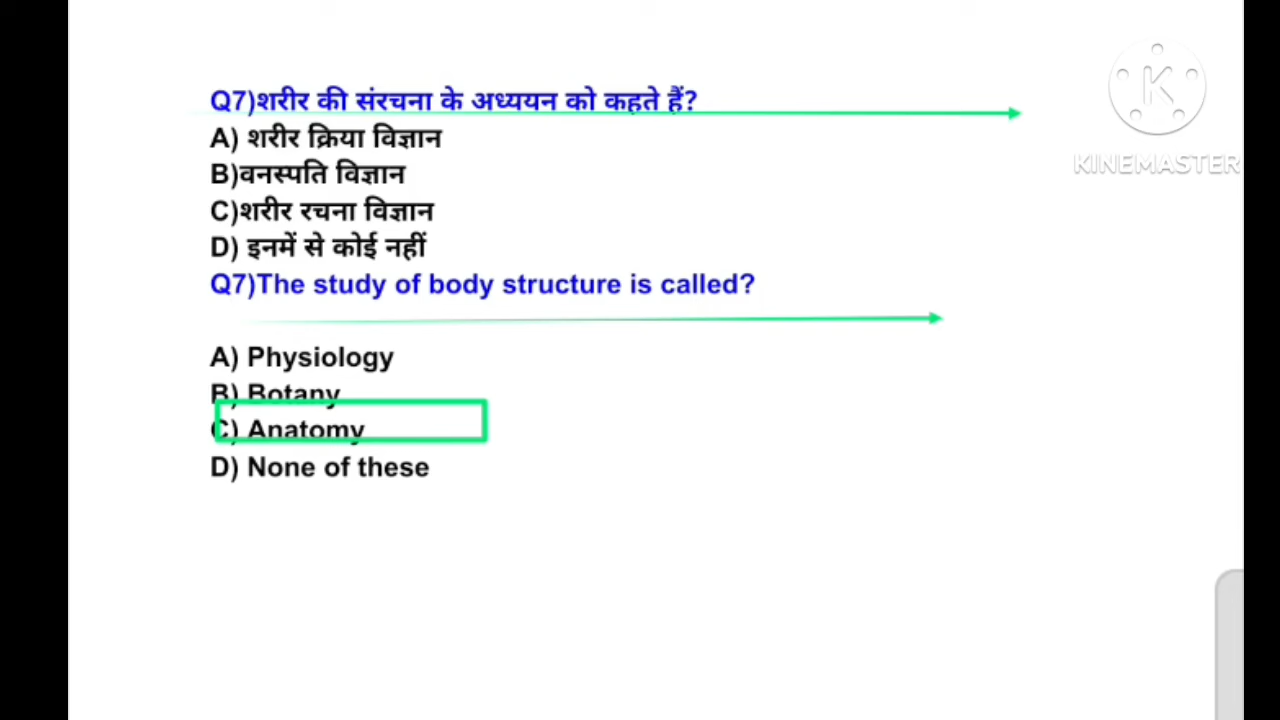 Q7)शरीर की संरचना के अध्ययन को कहते हैं?
A) शरीर क्रिया विज्ञान
B)वनस्पति विज्ञान
C)शरीर रचना विज्ञान
D) इनमें से कोई नहीं
Q7)The study of body structure is called?
A) Physiology
B) Botany
C) Anatomy
D) None of these
K
KINEMASTER